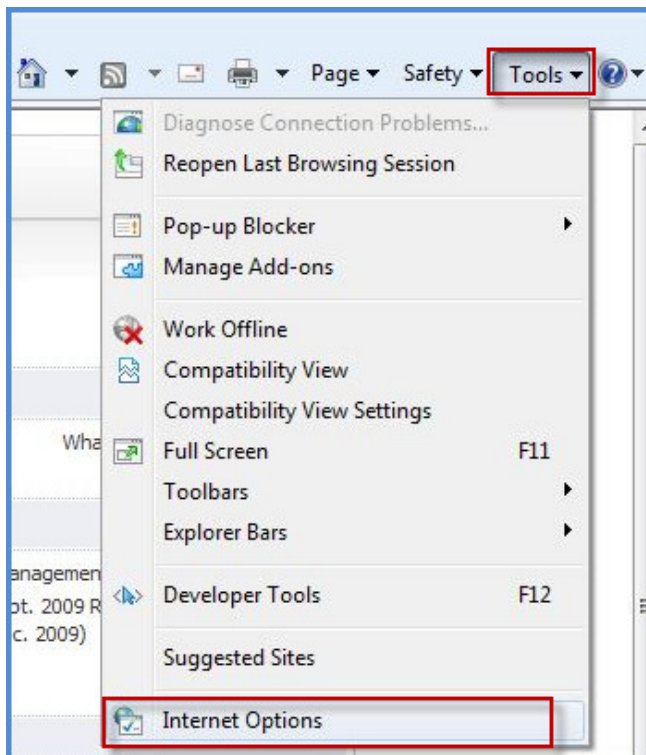 Page Safety Tools
Diagnose Connection Problems...
Reopen Last Browsing Session
Pop-up Blocker
Manage Add-ons
Work Offline
Compatibility View
Compatibility View Settings
Wha
Full Screen F11
Toolbars
Explorer Bars
anagemen
pt. 2009 R
c. 2009)
Developer Tools F12
Suggested Sites
Internet Options